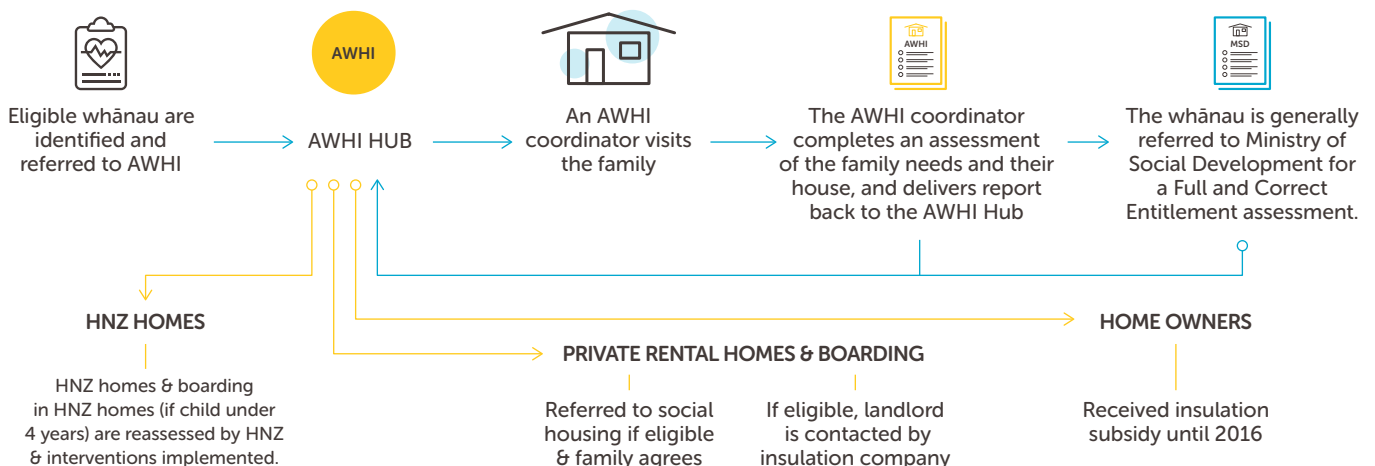 AWHI
AWHI
MSD
Eligible whānau are
identified and
referred to AWHI
AWHI HUB
An AWHI
coordinator visits
the family
The AWHI coordinator
completes an assessment
of the family needs and their
house, and delivers report
back to the AWHI Hub
The whānau is generally
referred to Ministry of
Social Development for
a Full and Correct
Entitlement assessment.
HNZ HOMES
HNZ homes & boarding
in HNZ homes (if child under
4 years) are reassessed by HNZ
& interventions implemented.
PRIVATE RENTAL HOMES & BOARDING
Referred to social
housing if eligible
& family agrees
If eligible, landlord
is contacted by
insulation company
HOME OWNERS
Received insulation
subsidy until 2016